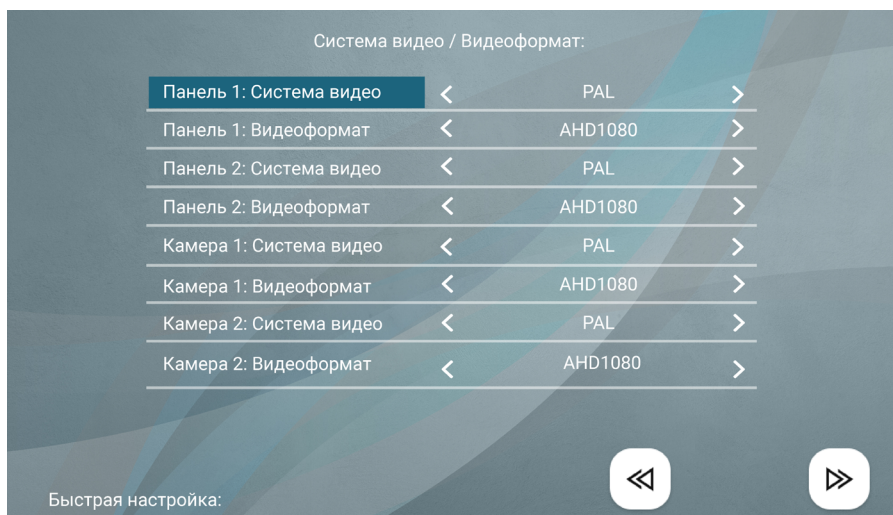 Система видео / Видеоформат:
Панель 1: Система видео PAL
Панель 1: Видеоформат AHD1080
Панель 2: Система видео PAL
Панель 2: Видеоформат AHD1080
Камера 1: Система видео PAL
Камера 1: Видеоформат AHD1080
Камера 2: Система видео PAL
Камера 2: Видеоформат AHD1080
Быстрая настройка: